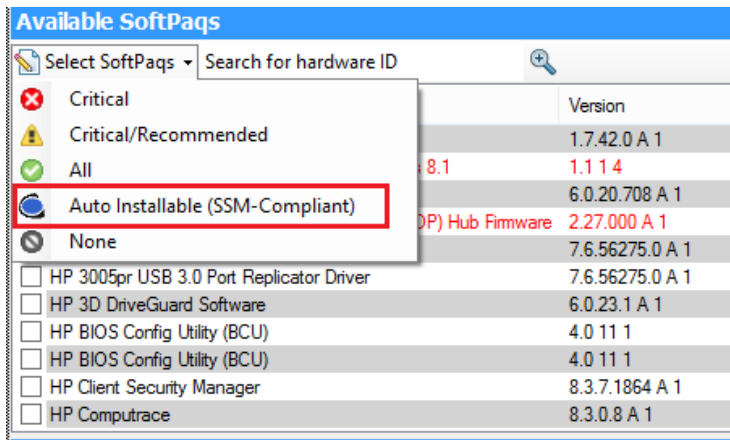 Available SoftPaqs
Select SoftPaqs Search for hardware ID
Critical
Version
Critical/Recommended
1.7.42.0 A 1
All
8.1 1.1 1 4
Auto Installable (SSM-Compliant)
6.0.20.708 A 1
DP) Hub Firmware 2.27.000 A 1
None
7.6.56275.0 A 1
HP 3005pr USB 3.0 Port Replicator Driver 7.6.56275.0 A 1
HP 3D DriveGuard Software 6.0.23.1 A 1
HP BIOS Config Utility (BCU) 4.0 11 1
HP BIOS Config Utility (BCU) 4.0 11 1
HP Client Security Manager 8.3.7.1864 A 1
HP Computrace 8.3.0.8 A 1